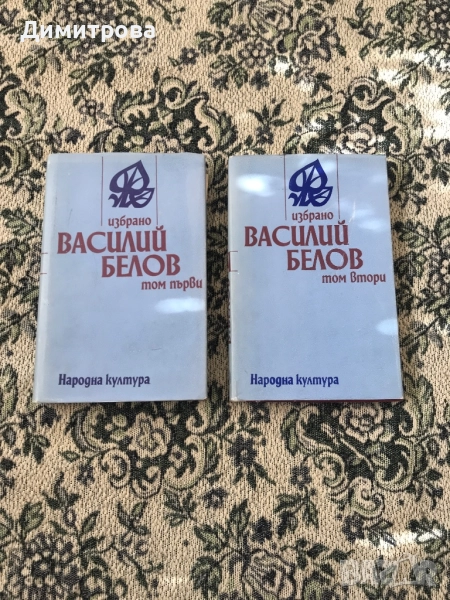 Димитрова
избрано
ВАСИЛИЙ
БЕЛОВ
том първи
Народна култура
избрано
ВАСИЛИЙ
БЕЛОВ
том втори
Народна култура